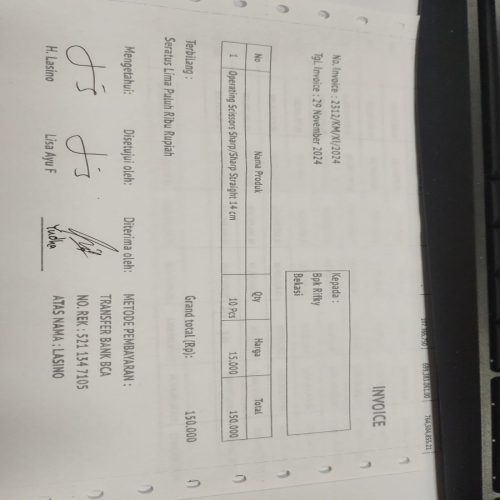 INVOICE
No. Invoice : 2312/KM/XI/2024
Tgl. Invoice : 29 November 2024
Kepada :
Bpk Rifky
Bekasi
No Nama Produk Qty Harga Total
1 Operating Scissors Sharp/Sharp Straight 14 cm 10 Pcs 15.000 150.000
Grand total (Rp): 150.000
Terbilang :
Seratus Lima Puluh Ribu Rupiah
Mengetahui: Disetujui oleh: Diterima oleh:
H. Lasino Lisa Ayu F Yudha
METODE PEMBAYARAN :
TRANSFER BANK BCA
NO. REK : 521 154 7105
ATAS NAMA : LASINO